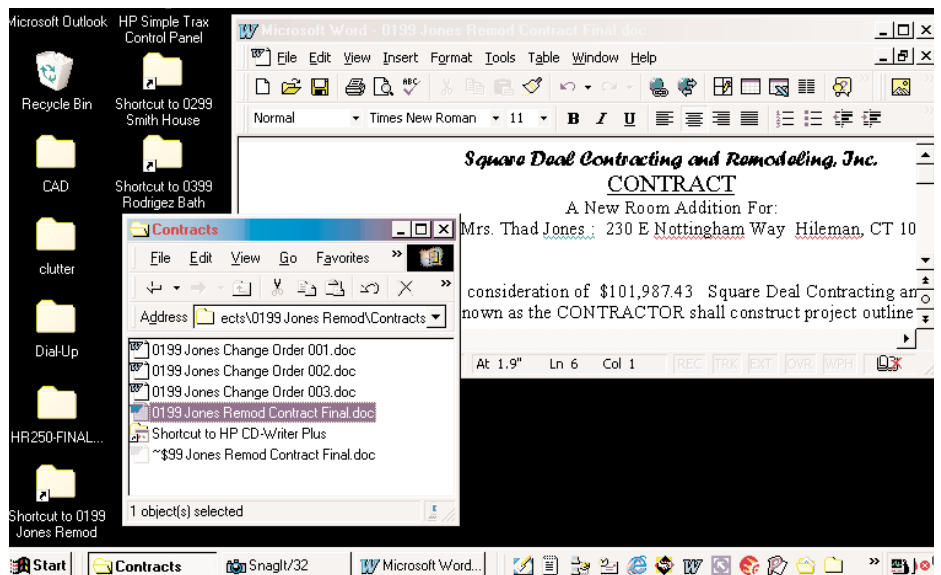 Microsoft Outlook
HP Simple Trax
Control Panel
Recycle Bin
Shortcut to 0299
Smith House
CAD
Shortcut to 0399
Rodrigez Bath
clutter
Dial-Up
HR250-FINAL...
Shortcut to 0199
Jones Remod
Microsoft Word - 0199 Jones Remod Contract Final.doc
File Edit View Insert Format Tools Table Window Help
Normal Times New Roman 11 B I U
Square Deal Contracting and Remodeling, Inc.
CONTRACT
A New Room Addition For:
Mrs. Thad Jones : 230 E Nottingham Way Hileman, CT 10
consideration of $101,987.43 Square Deal Contracting an
nown as the CONTRACTOR shall construct project outline
At 1.9" Ln 6 Col 1 REC TRK EXT OVR WPH
Contracts
File Edit View Go Favorites »
»
Address ects\0199 Jones Remod\Contracts
0199 Jones Change Order 001.doc
0199 Jones Change Order 002.doc
0199 Jones Change Order 003.doc
0199 Jones Remod Contract Final.doc
Shortcut to HP CD-Writer Plus
~$99 Jones Remod Contract Final.doc
1 object(s) selected
Start Contracts SnagIt/32 Microsoft Word... »